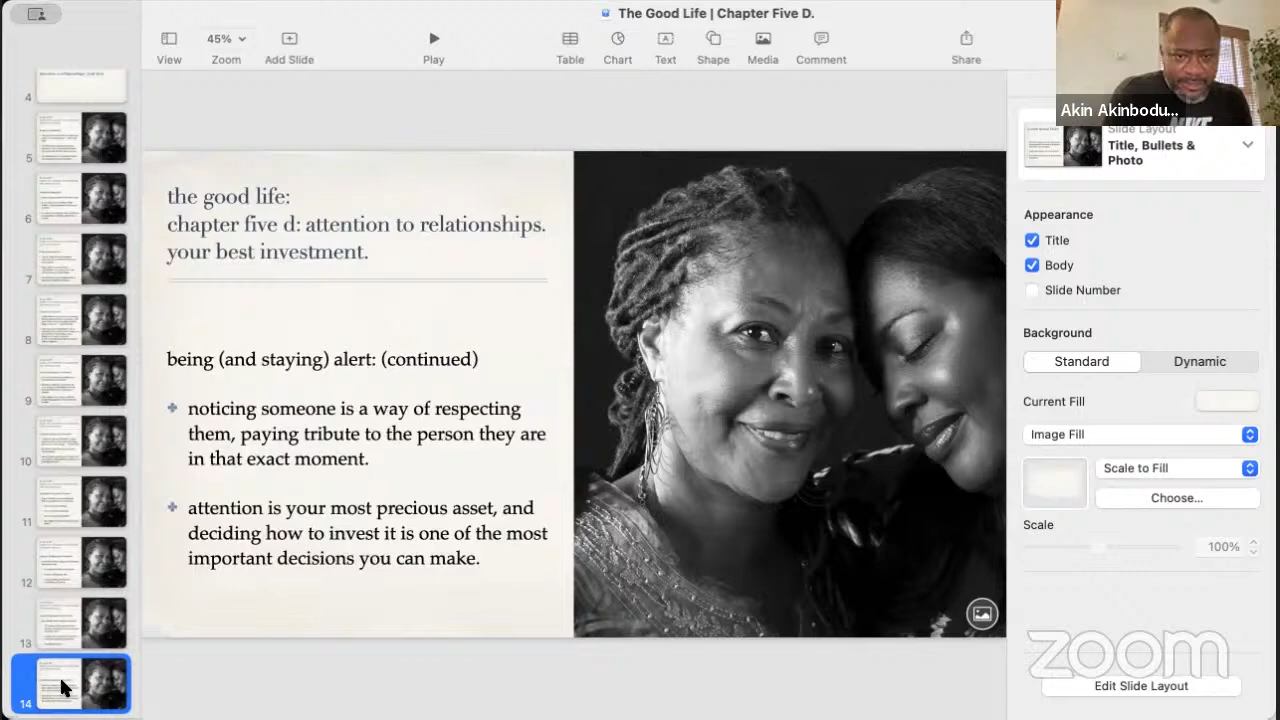 The Good Life | Chapter Five D.
45%
View
Zoom
Add Slide
Play
Table
Chart
Text
Shape
Media
Comment
Share
Akin Akinbodu...
Slide Layout
Title, Bullets &
Photo
Appearance
Title
Body
Slide Number
Background
Standard
Dynamic
Current Fill
Image Fill
Scale to Fill
Choose...
Scale
100%
Edit Slide Layout
zoom
the good life:
chapter five d: attention to relationships.
your best investment.
being (and staying) alert: (continued)
noticing someone is a way of respecting
them, paying tribute to the person they are
in that exact moment.
attention is your most precious asset, and
deciding how to invest it is one of the most
important decisions you can make.
4
5
6
7
8
9
10
11
12
13
14